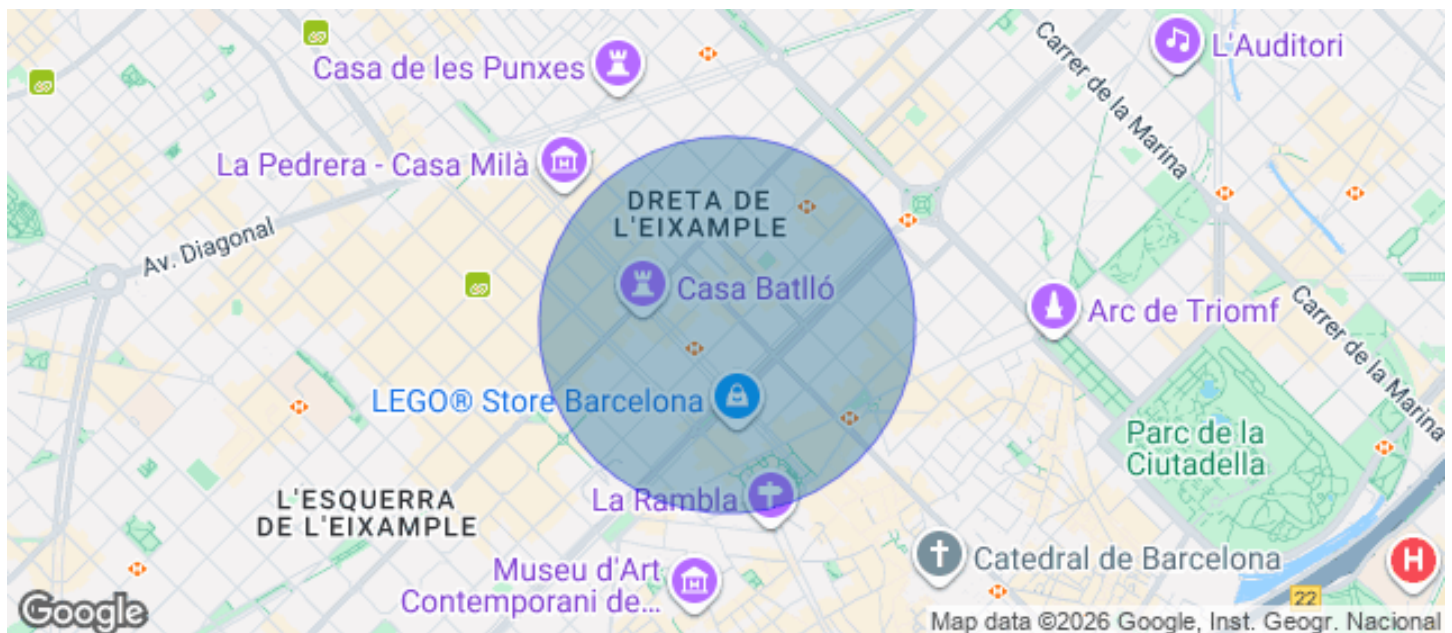 Carrer de la Marina
L'Auditori
Casa de les Punxes
La Pedrera - Casa Milà
DRETA DE
L'EIXAMPLE
Av. Diagonal
Casa Batlló
Arc de Triomf
Carrer de la Marina
LEGO® Store Barcelona
Parc de la
Ciutadella
La Rambla
L'ESQUERRA
DE L'EIXAMPLE
Catedral de Barcelona
Museu d'Art
Contemporani de...
H
22
Google
Map data ©2026 Google, Inst. Geogr. Nacional